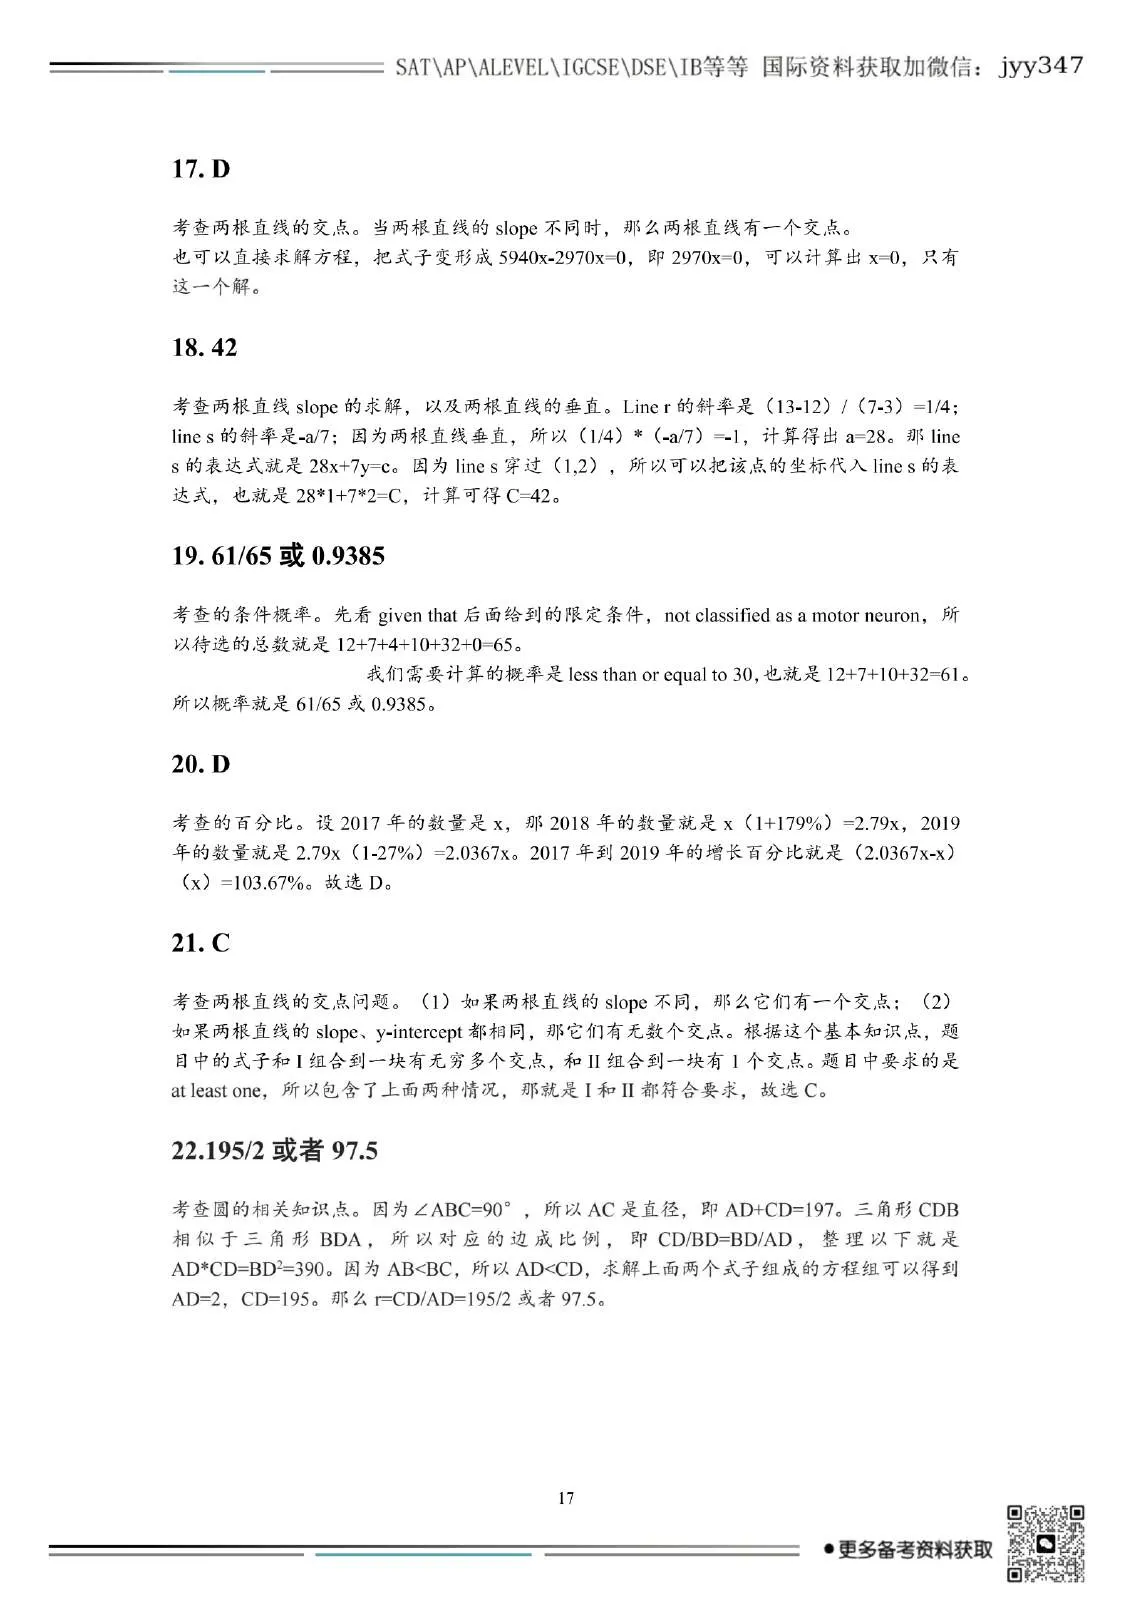 SAT\AP\ALEVEL\IGCSE\DSE\IB等等 国际资料获取加微信：jyy347
17. D
考查两根直线的交点。当两根直线的 slope 不同时，那么两根直线有一个交点。
也可以直接求解方程，把式子变形成 5940x-2970x=0，即 2970x=0，可以计算出 x=0，只有
这一个解。
18. 42
考查两根直线 slope 的求解，以及两根直线的垂直。Line r 的斜率是（13-12）/（7-3）=1/4；
line s 的斜率是-a/7；因为两根直线垂直，所以（1/4）*（-a/7）=-1，计算得出 a=28。那 line
s 的表达式就是 28x+7y=c。因为 line s 穿过（1,2），所以可以把该点的坐标代入 line s 的表
达式，也就是 28*1+7*2=C，计算可得 C=42。
19. 61/65 或 0.9385
考查的条件概率。先看 given that 后面给到的限定条件，not classified as a motor neuron，所
以待选的总数就是 12+7+4+10+32+0=65。
我们需要计算的概率是 less than or equal to 30，也就是 12+7+10+32=61。
所以概率就是 61/65 或 0.9385。
20. D
考查的百分比。设 2017 年的数量是 x，那 2018 年的数量就是 x（1+179%）=2.79x，2019
年的数量就是 2.79x（1-27%）=2.0367x。2017 年到 2019 年的增长百分比就是（2.0367x-x）
（x）=103.67%。故选 D。
21. C
考查两根直线的交点问题。（1）如果两根直线的 slope 不同，那么它们有一个交点；（2）
如果两根直线的 slope、y-intercept 都相同，那它们有无数个交点。根据这个基本知识点，题
目中的式子和 I 组合到一块有无穷多个交点，和 II 组合到一块有 1 个交点。题目中要求的是
at least one，所以包含了上面两种情况，那就是 I 和 II 都符合要求，故选 C。
22.195/2 或者 97.5
考查圆的相关知识点。因为∠ABC=90°，所以 AC 是直径，即 AD+CD=197。三角形 CDB
相似于三角形 BDA，所以对应的边成比例，即 CD/BD=BD/AD，整理以下就是
AD*CD=BD²=390。因为 AB<BC，所以 AD<CD，求解上面两个式子组成的方程组可以得到
AD=2，CD=195。那么 r=CD/AD=195/2 或者 97.5。
17
●更多备考资料获取